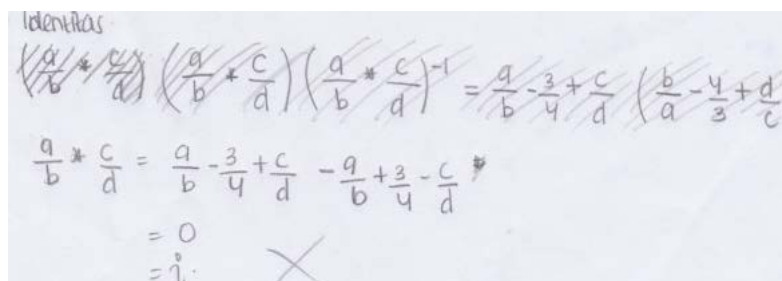 Identitas
(a/b * c/d) (a/b * c/d) (a/b * c/d)^-1 = a/b - 3/4 + c/d (b/a - 4/3 + d/c
a/b * c/d = a/b - 3/4 + c/d - a/b + 3/4 - c/d
= 0
= i.